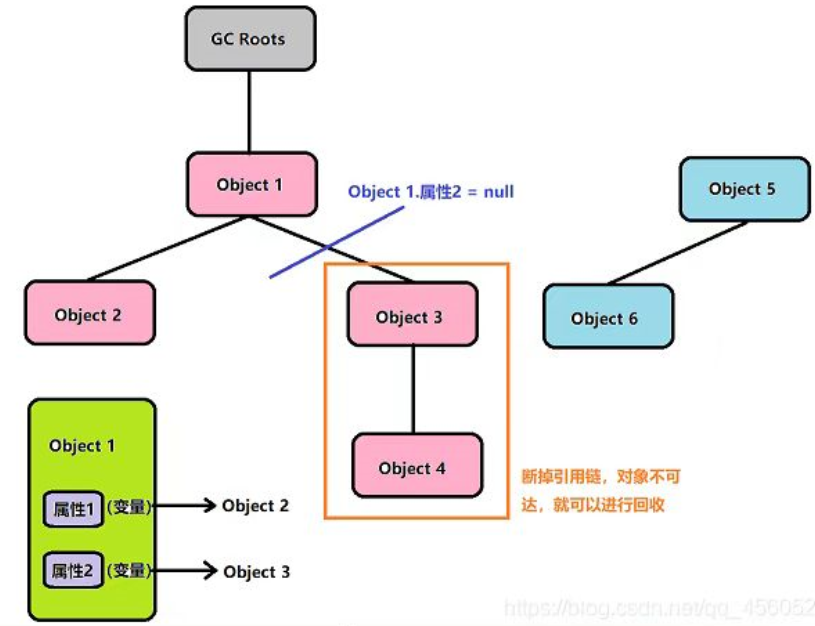 GC Roots
Object 1
Object 1.属性2 = null
Object 5
Object 2
Object 3
Object 6
Object 4
断掉引用链，对象不可
达，就可以进行回收
Object 1
属性1 (变量) Object 2
属性2 (变量) Object 3
https://blog.csdn.net/qq_456052